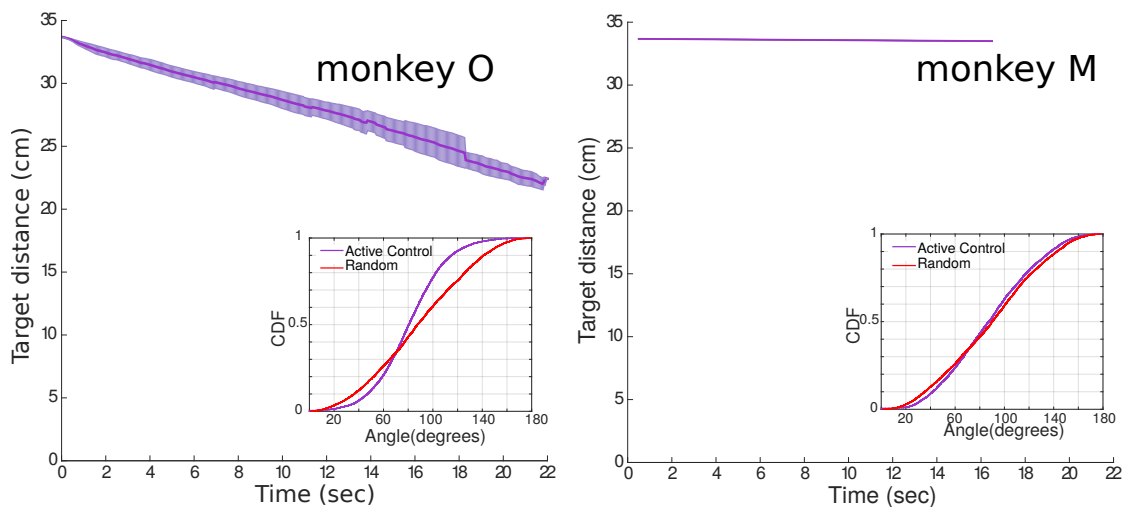 35
30
25
20
15
10
5
0
Target distance (cm)
monkey O
0 2 4 6 8 10 12 14 16 18 20 22
Time (sec)
1
0.5
0
CDF
Active Control
Random
20 60 100 140 180
Angle(degrees)
35
30
25
20
15
10
5
0
Target distance (cm)
monkey M
0 2 4 6 8 10 12 14 16 18 20 22
Time (sec)
1
0.5
0
CDF
Active Control
Random
20 60 100 140 180
Angle(degrees)